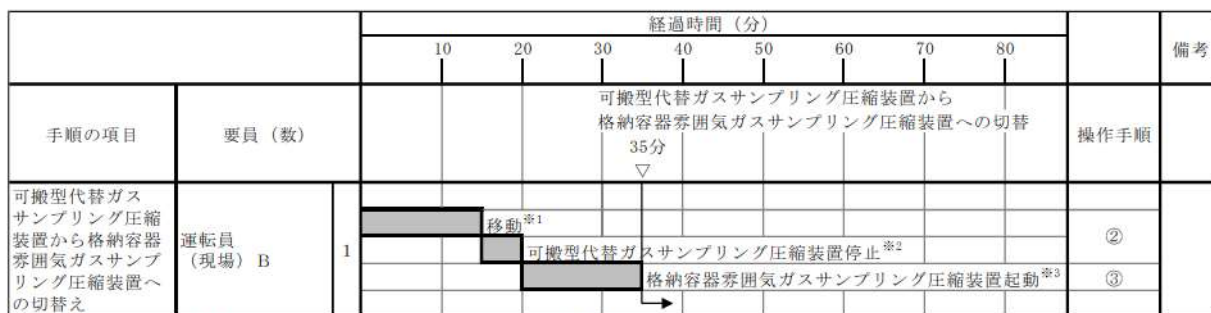 経過時間（分）
10 20 30 40 50 60 70 80
備考
手順の項目
要員（数）
可搬型代替ガスサンプリング圧縮装置から
格納容器雰囲気ガスサンプリング圧縮装置への切替
35分
▽
操作手順
可搬型代替ガス
サンプリング圧縮
装置から格納容器
雰囲気ガスサンプ
リング圧縮装置へ
の切替え
運転員
（現場）B
1
移動※1
可搬型代替ガスサンプリング圧縮装置停止※2
格納容器雰囲気ガスサンプリング圧縮装置起動※3
②
③